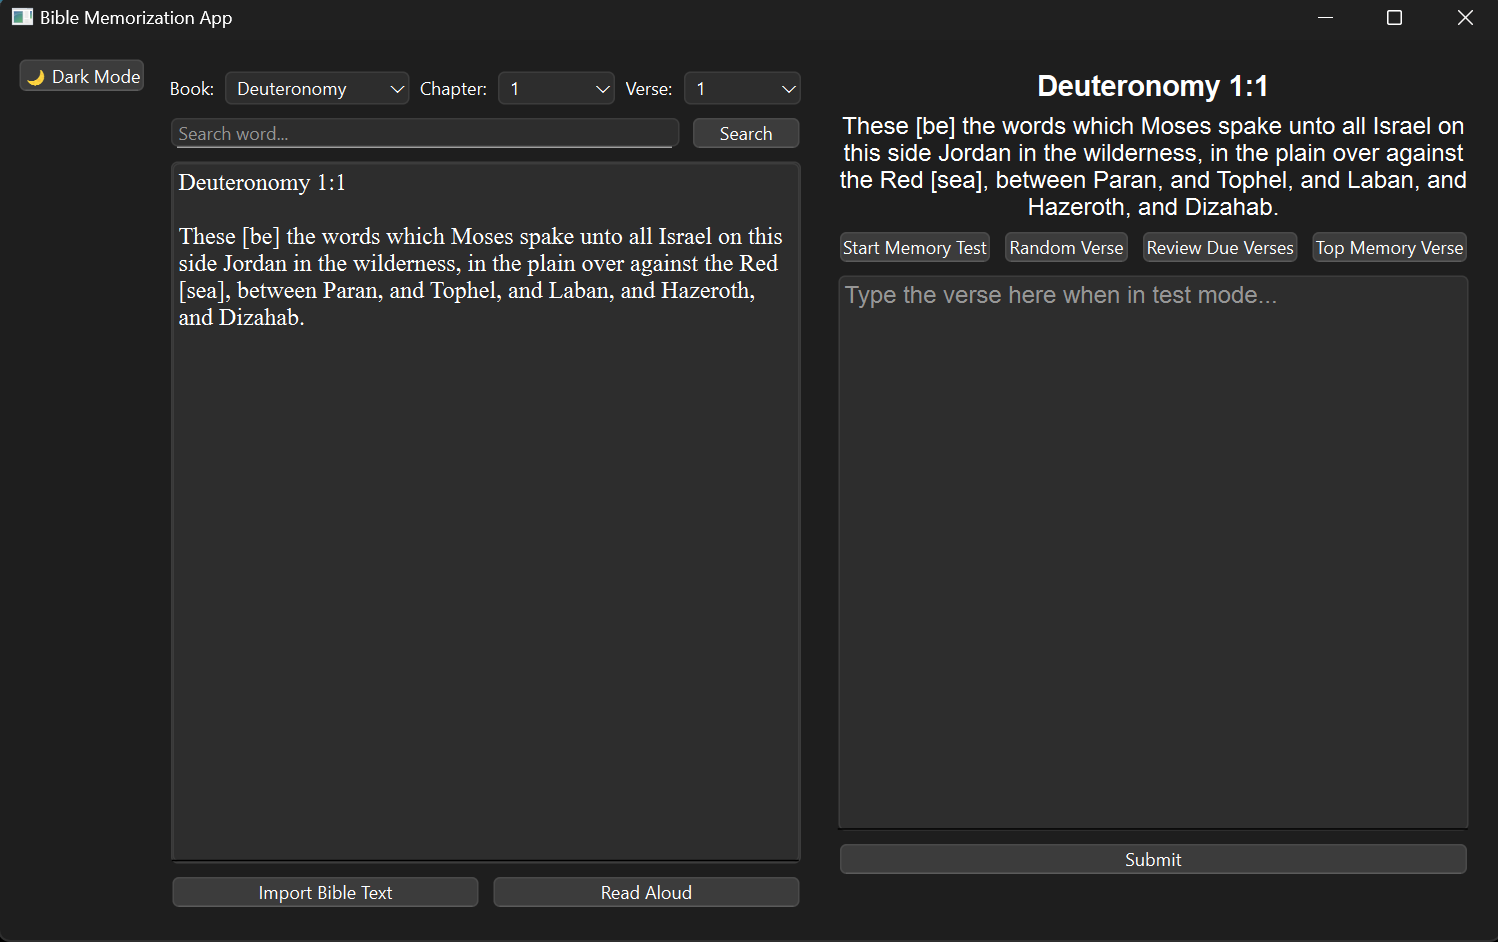 Bible Memorization App
🌙 Dark Mode
Book: Deuteronomy Chapter: 1 Verse: 1
Search word... Search
Deuteronomy 1:1
These [be] the words which Moses spake unto all Israel on this
side Jordan in the wilderness, in the plain over against the Red
[sea], between Paran, and Tophel, and Laban, and Hazeroth,
and Dizahab.
Import Bible Text Read Aloud
Deuteronomy 1:1
These [be] the words which Moses spake unto all Israel on
this side Jordan in the wilderness, in the plain over against
the Red [sea], between Paran, and Tophel, and Laban, and
Hazeroth, and Dizahab.
Start Memory Test Random Verse Review Due Verses Top Memory Verse
Type the verse here when in test mode...
Submit